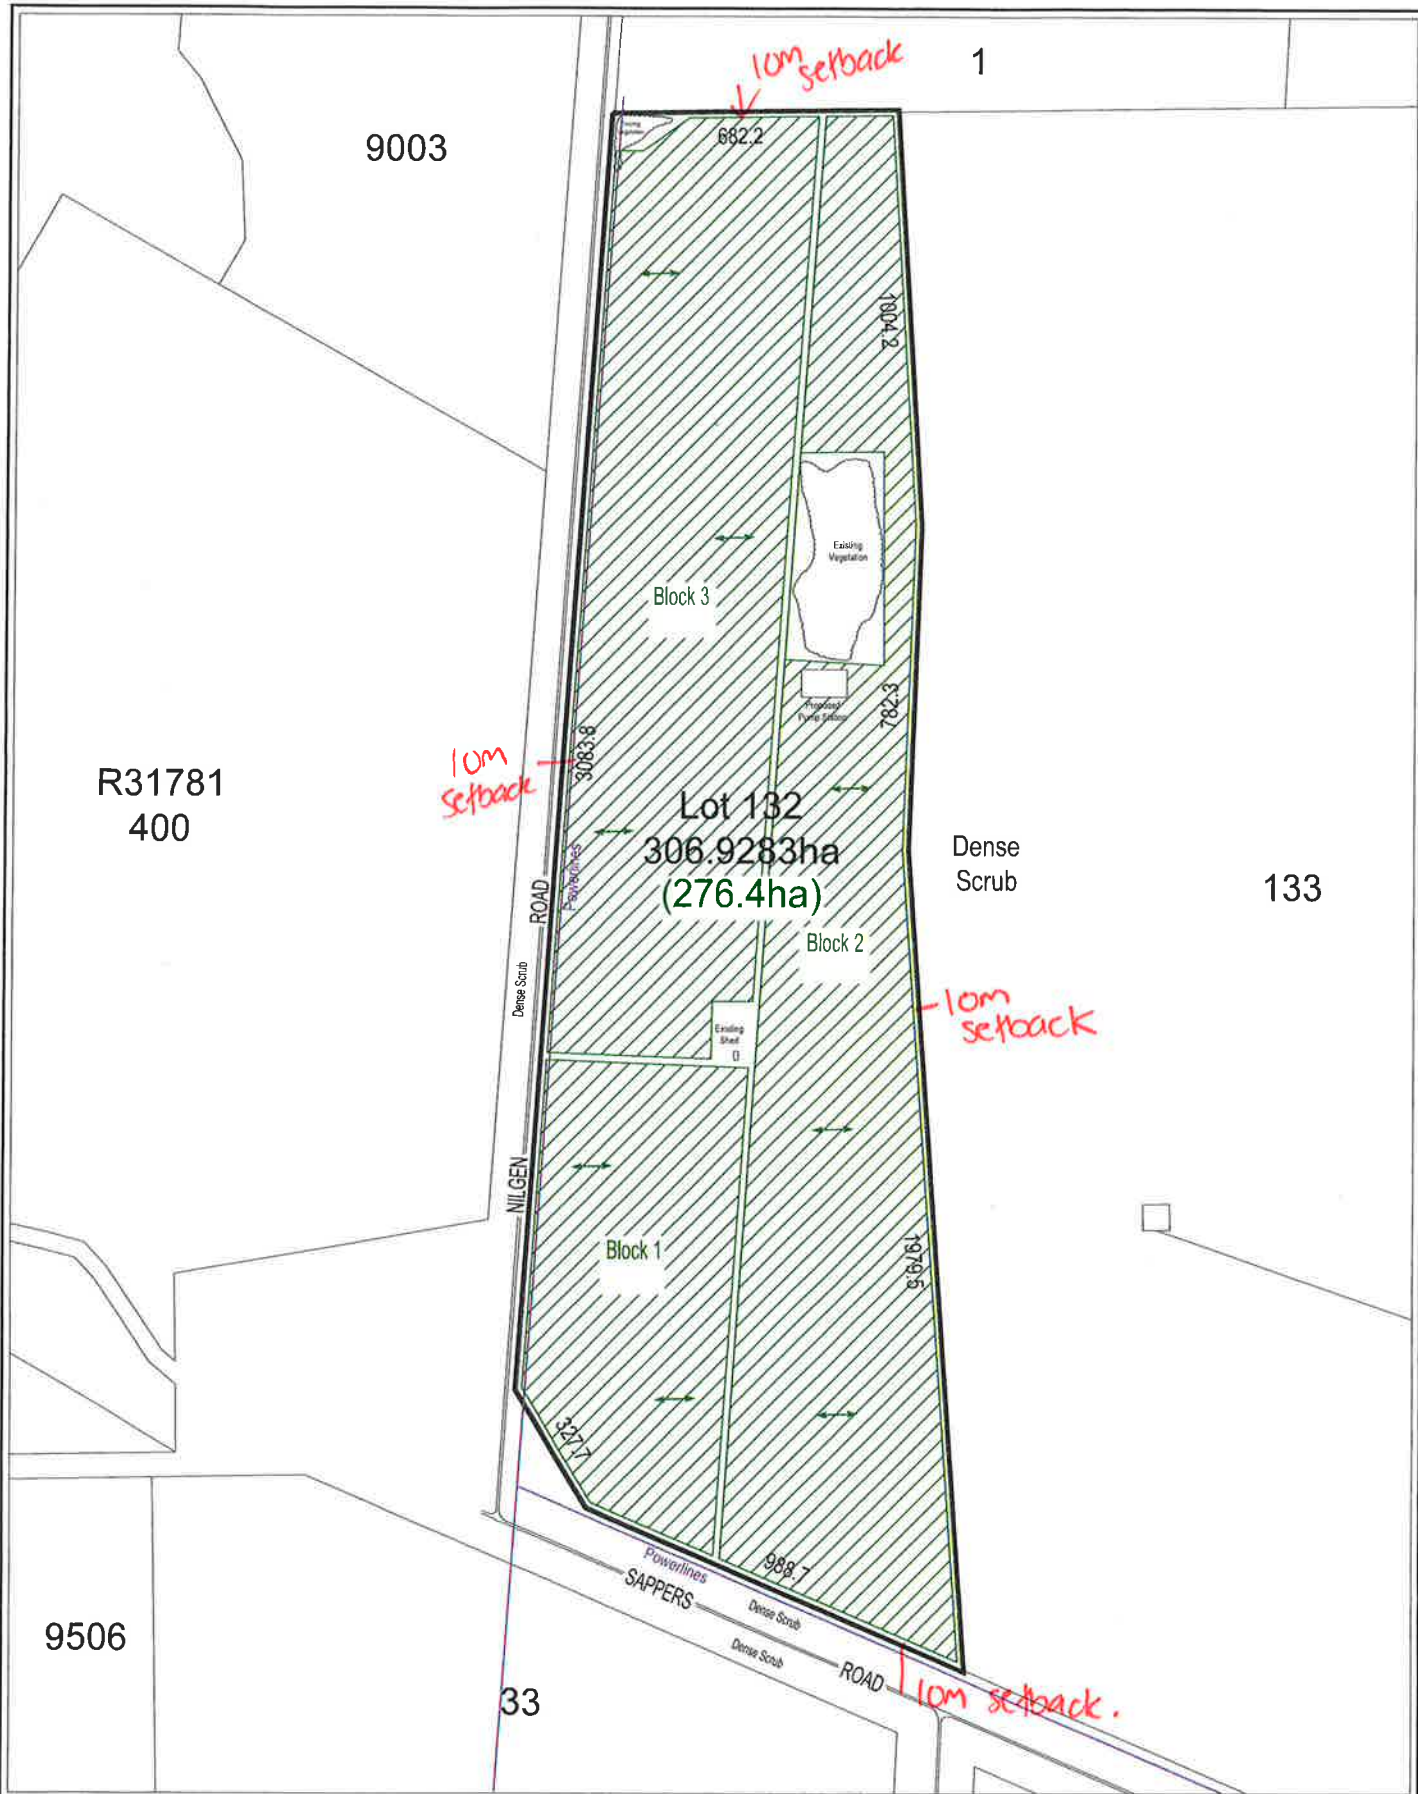 10m
setback
1
9003
Existing
Vegetation
682.2
1004.2
Existing
Vegetation
Block 3
Proposed
Pump Station
782.3
10m
setback
3083.8
R31781
400
Lot 132
306.9283ha
(276.4ha)
Dense
Scrub
133
Powerlines
ROAD
Block 2
Dense Scrub
10m
setback
Existing
Shed
NILGEN
Block 1
1979.5
327.7
988.7
Powerlines
SAPPERS
Dense Scrub
Dense Scrub
ROAD
9506
33
10m setback.